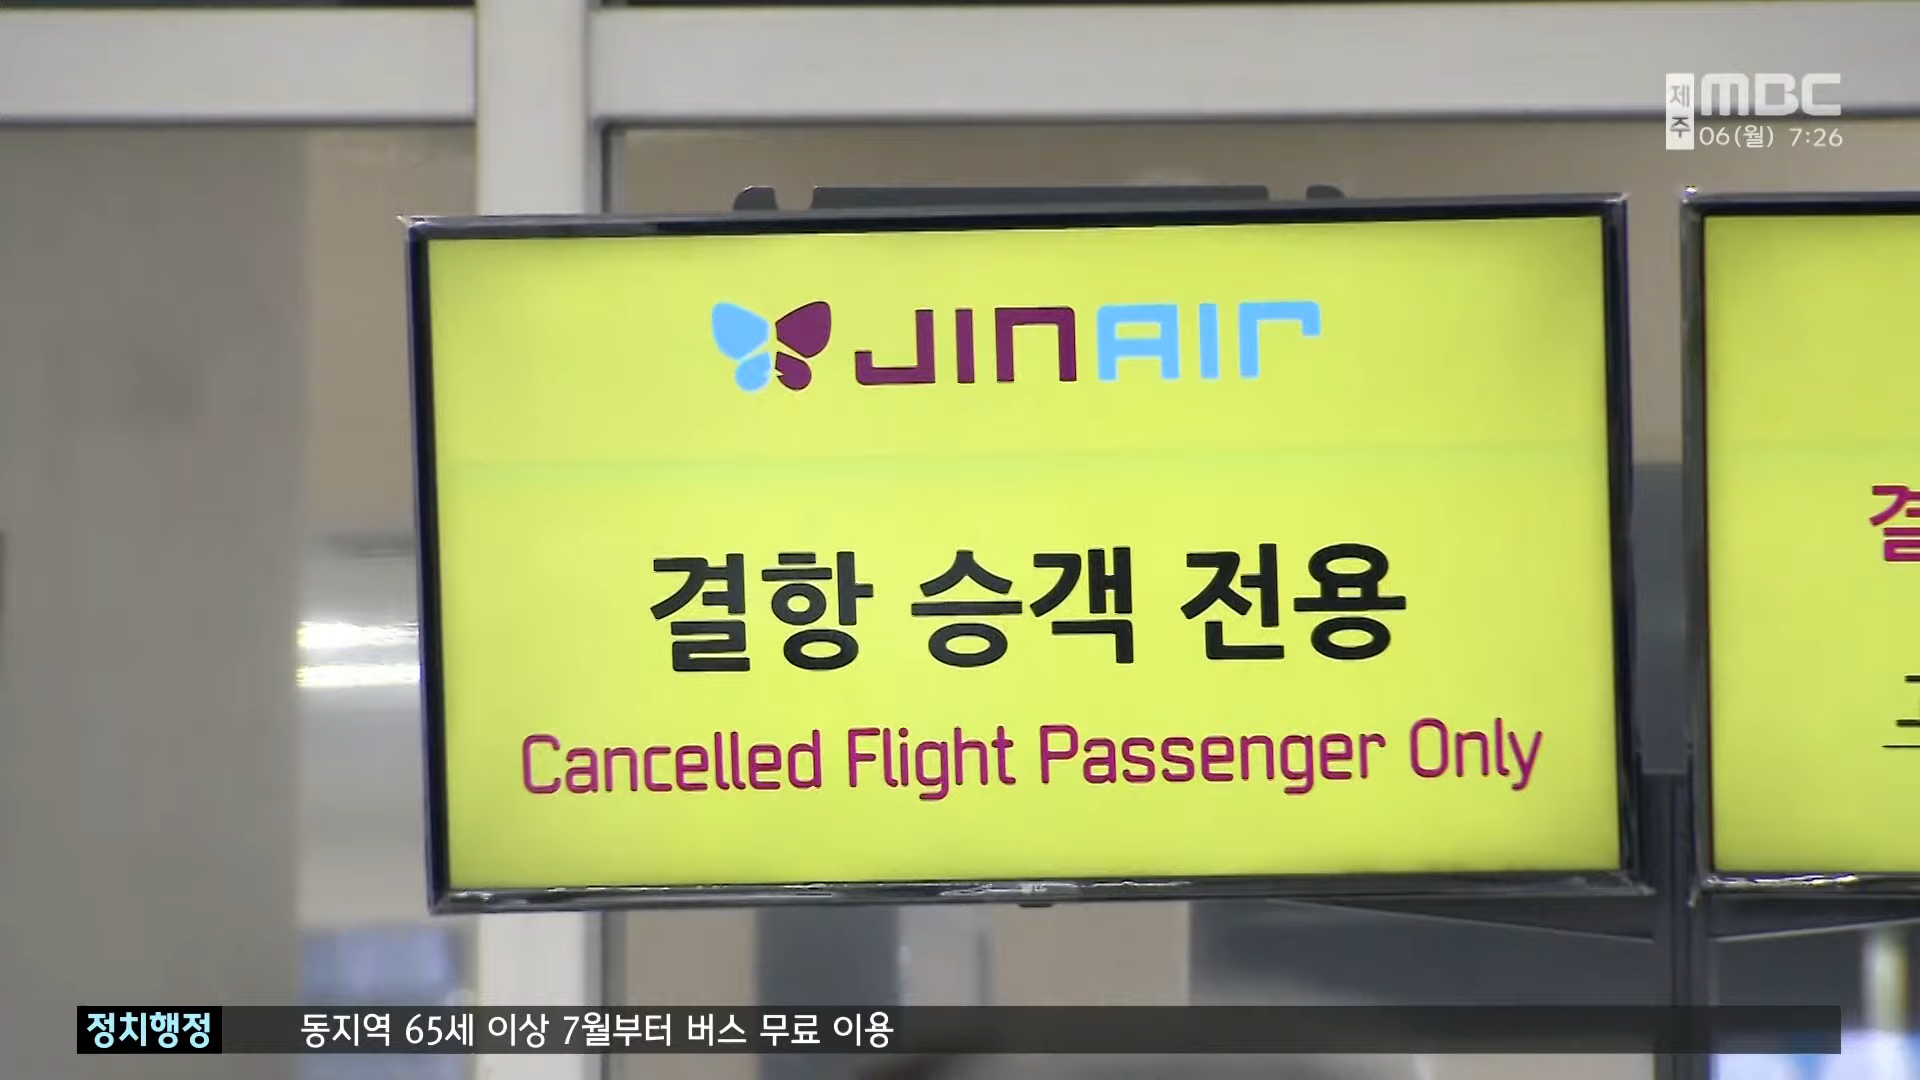 제주 MBC
06(월) 7:26
JINAIR
결항 승객 전용
Cancelled Flight Passenger Only
정치행정 동지역 65세 이상 7월부터 버스 무료 이용